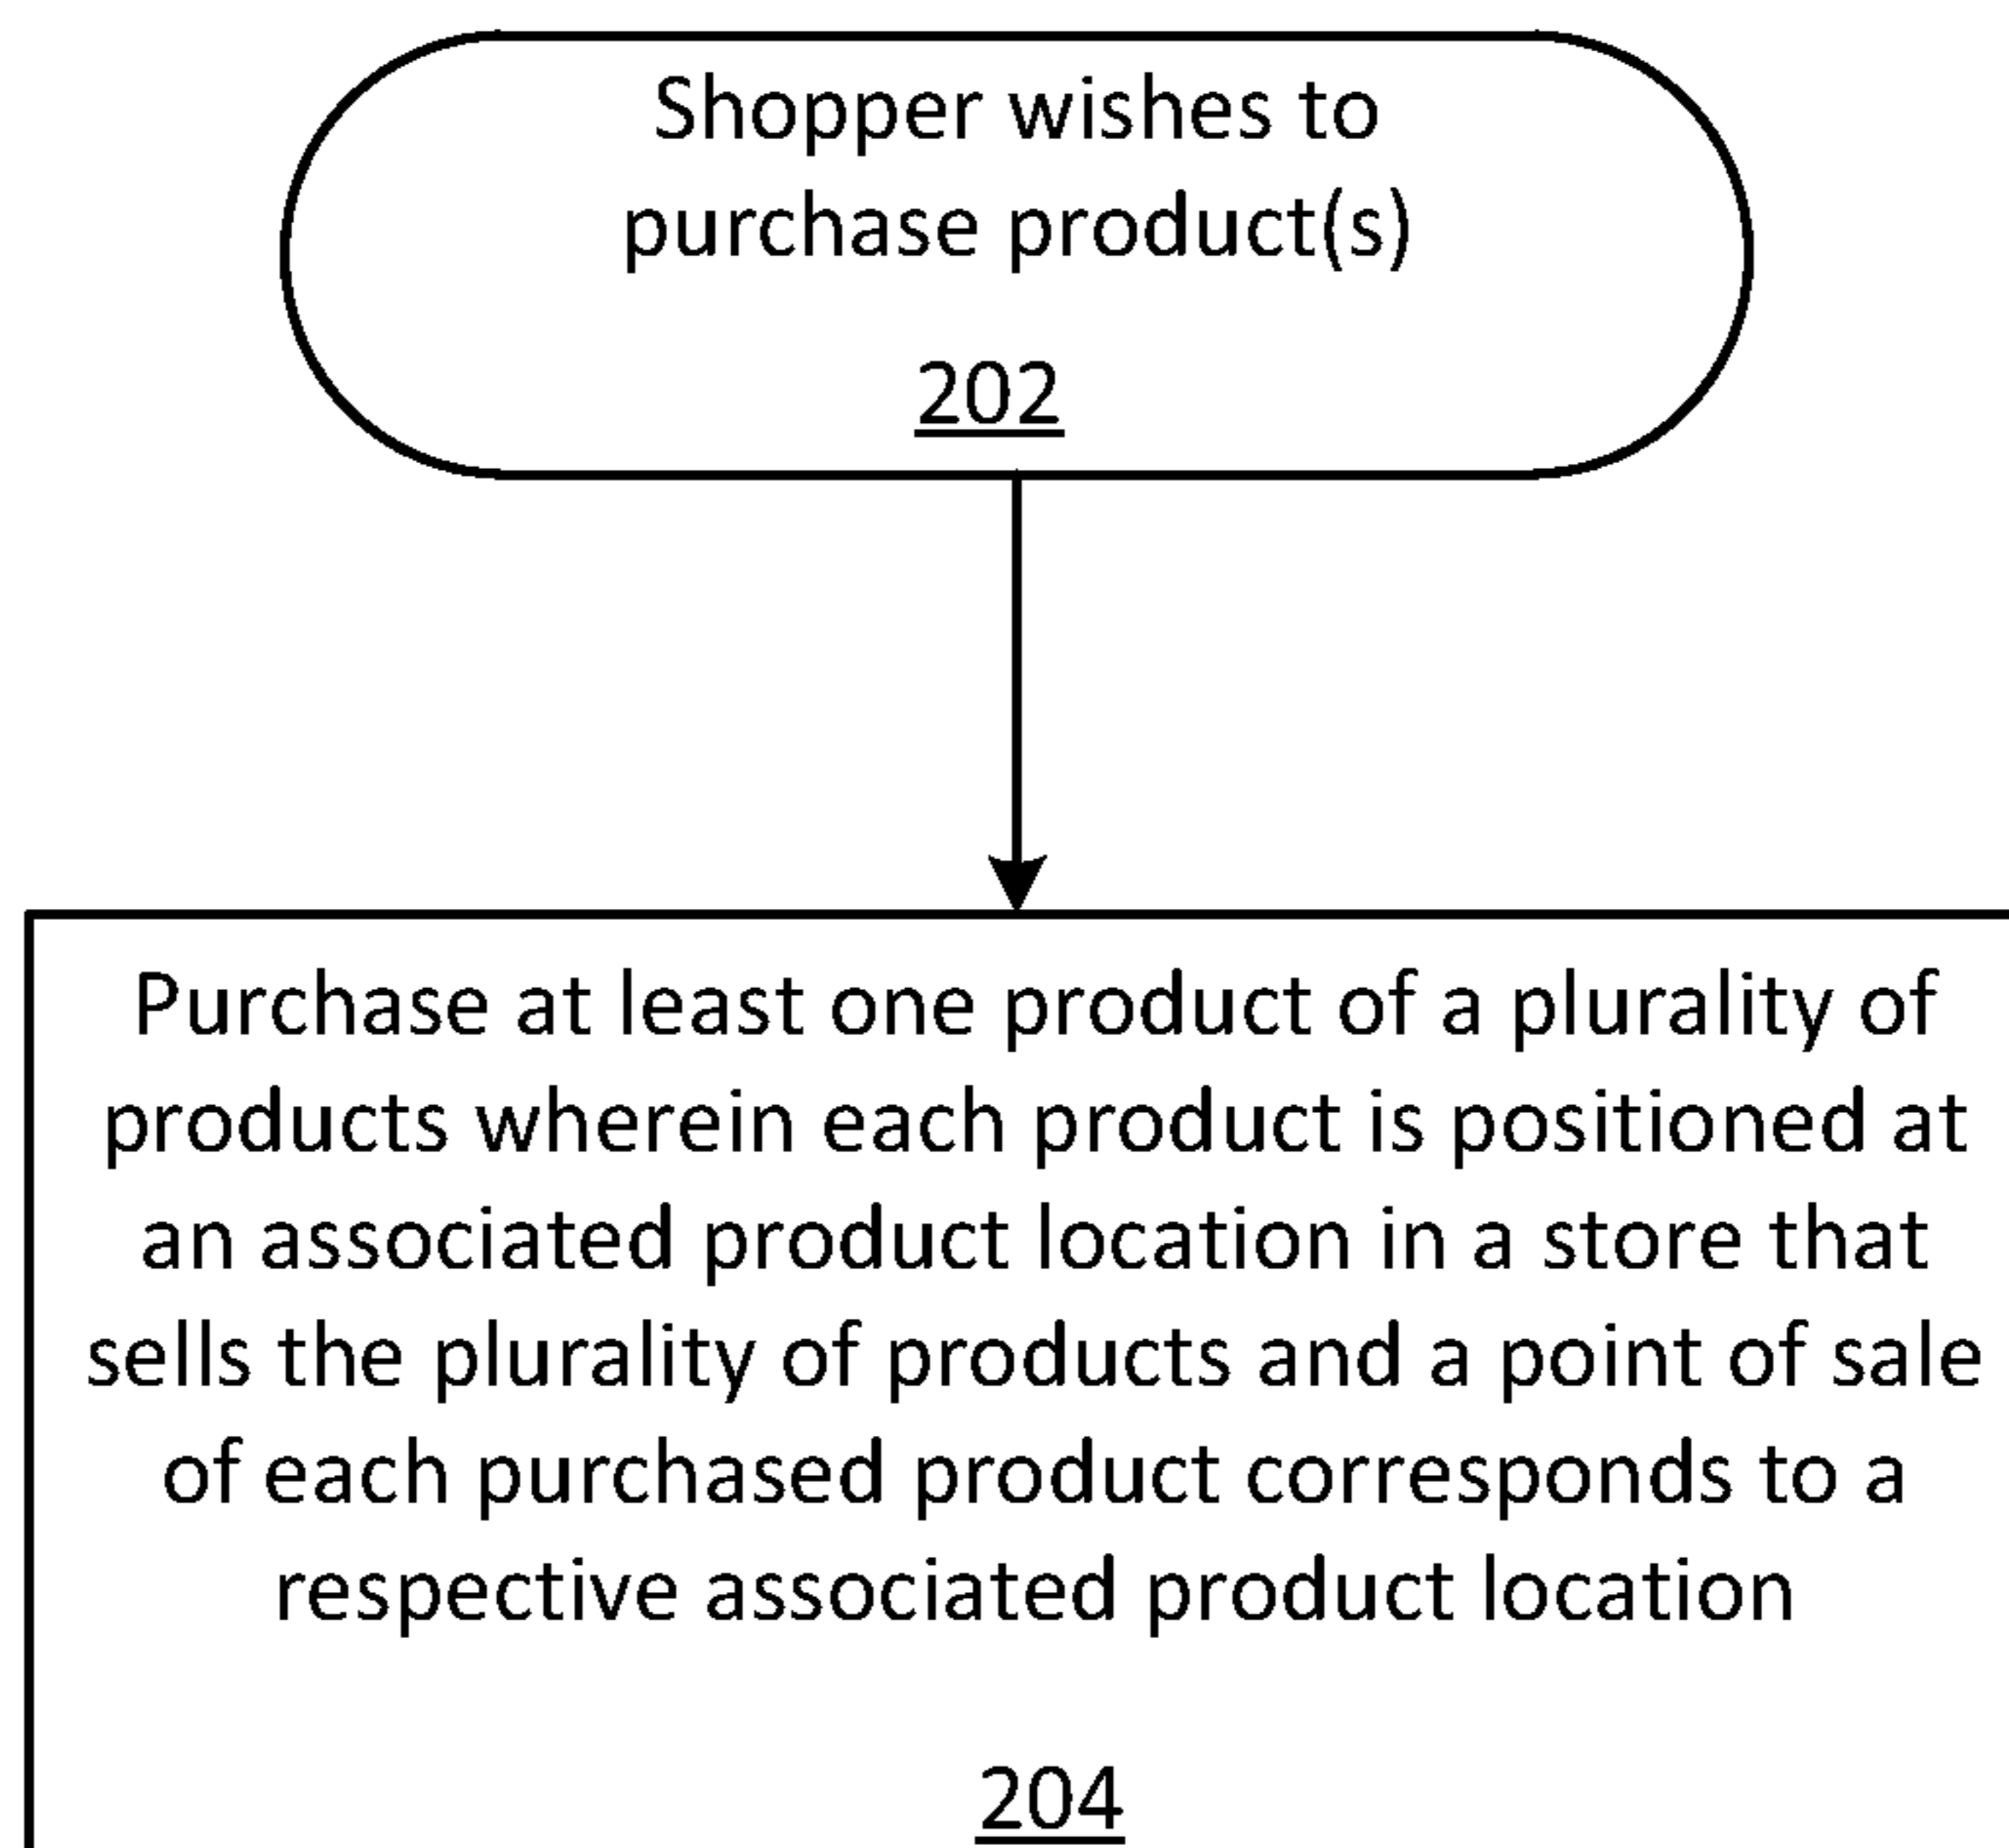 Shopper wishes to
purchase product(s)
202
Purchase at least one product of a plurality of
products wherein each product is positioned at
an associated product location in a store that
sells the plurality of products and a point of sale
of each purchased product corresponds to a
respective associated product location
204